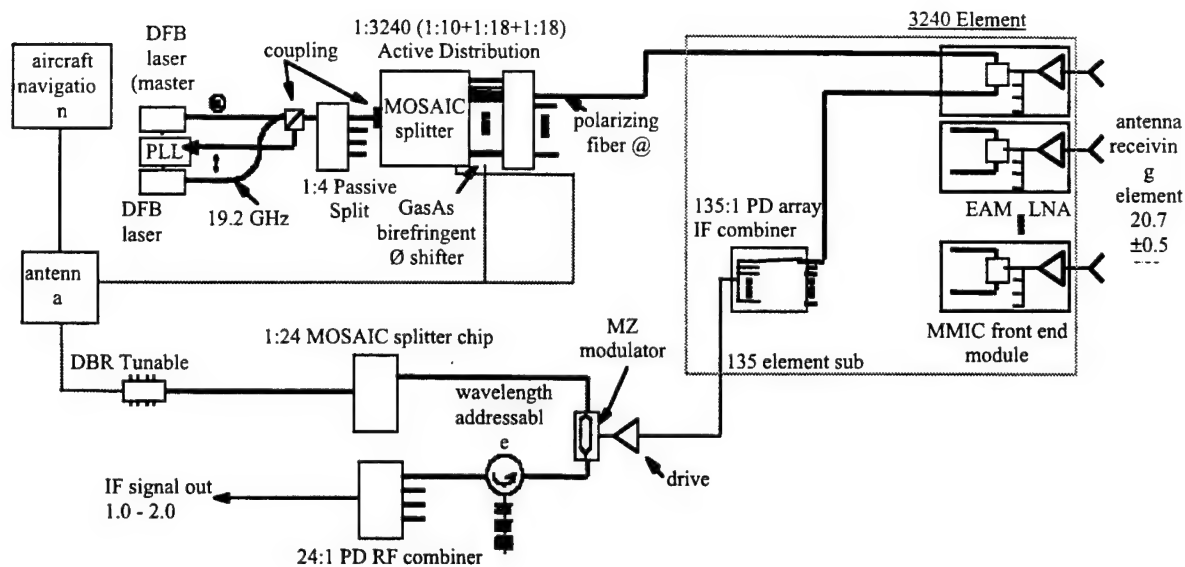 1:3240 (1:10+1:18+1:18)
Active Distribution
3240 Element
DFB
laser
(master
coupling
aircraft
navigatio
n
MOSAIC
splitter
polarizing
fiber @
PLL
DFB
laser
19.2 GHz
1:4 Passive
Split
GasAs
birefringent
Ø shifter
antenna
receivin
g
element
20.7
±0.5
EAM
LNA
135:1 PD array
IF combiner
MMIC front end
module
135 element sub
antenn
a
1:24 MOSAIC splitter chip
DBR Tunable
MZ
modulator
wavelength
addressabl
e
drive
IF signal out
1.0 - 2.0
24:1 PD RF combiner